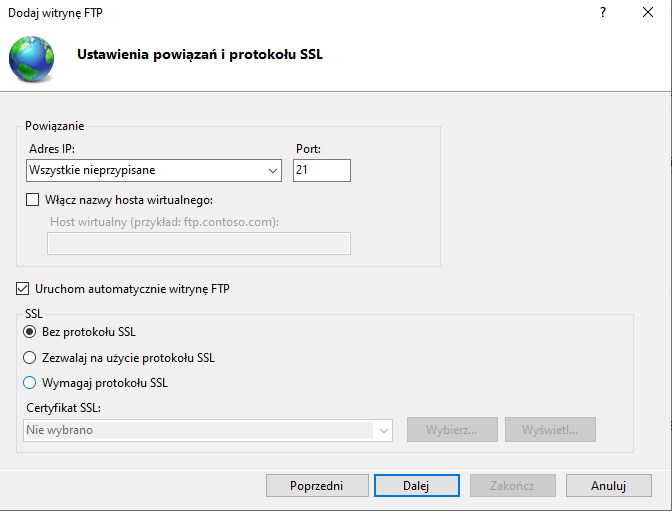 Dodaj witrynę FTP
?
Ustawienia powiązań i protokołu SSL
Powiązanie
Adres IP:
Port:
Wszystkie nieprzypisane
21
Włącz nazwy hosta wirtualnego:
Host wirtualny (przykład: ftp.contoso.com):
Uruchom automatycznie witrynę FTP
SSL
Bez protokołu SSL
Zezwalaj na użycie protokołu SSL
Wymagaj protokołu SSL
Certyfikat SSL:
Nie wybrano
Wybierz...
Wyświetl...
Poprzedni
Dalej
Zakończ
Anuluj